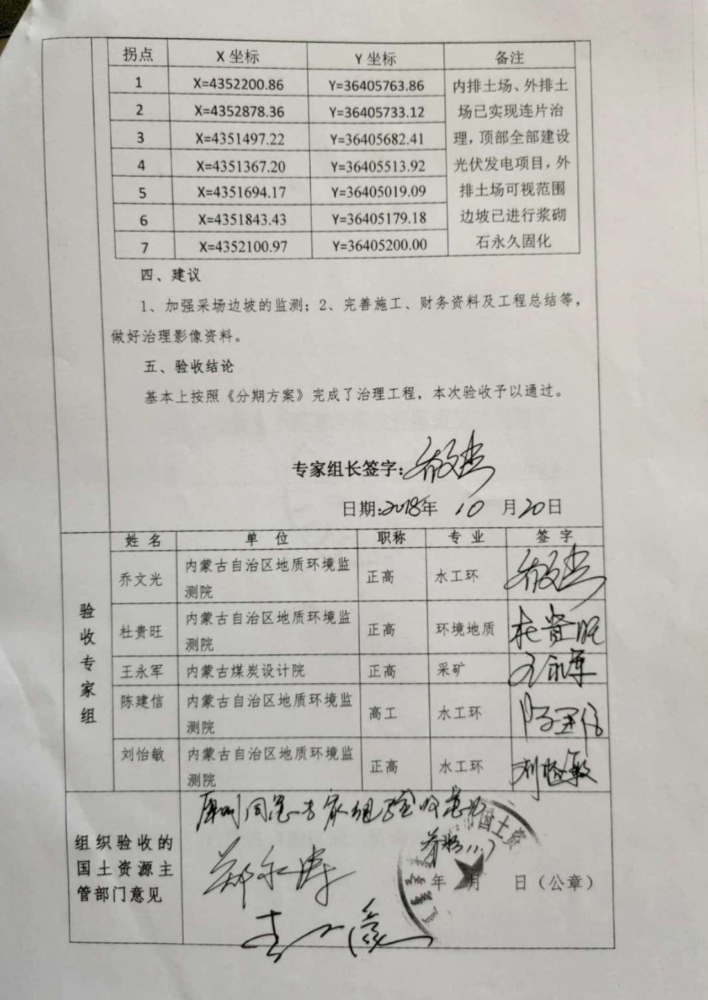 拐点 X 坐标 Y 坐标 备注
1 X=4352200.86 Y=36405763.86 内排土场、外排土
2 X=4352878.36 Y=36405733.12 场已实现连片治
3 X=4351497.22 Y=36405682.41 理，顶部全部建设
4 X=4351367.20 Y=36405513.92 光伏发电项目，外
5 X=4351694.17 Y=36405019.09 排土场可视范围
6 X=4351843.43 Y=36405179.18 边坡已进行浆砌
7 X=4352100.97 Y=36405200.00 石永久固化
四、建议
1、加强采场边坡的监测；2、完善施工、财务资料及工程总结等，
做好治理影像资料。
五、验收结论
基本上按照《分期方案》完成了治理工程，本次验收予以通过。
专家组长签字：
日期:2018年 10 月20日
验收专家组
姓 名 单 位 职称 专 业 签 字
乔文光 内蒙古自治区地质环境监 正高 水工环
测院
杜贵旺 内蒙古自治区地质环境监 正高 环境地质 杜贵旺
测院
王永军 内蒙古煤炭设计院 正高 采矿 王永军
陈建信 内蒙古自治区地质环境监 高工 水工环 陈建信
测院
刘怡敏 内蒙古自治区地质环境监 正高 水工环 刘怡敏
测院
组织验收的
国土资源主
管部门意见
原则同意专家组验收意见
国土资
11.7
年 月 日（公章）